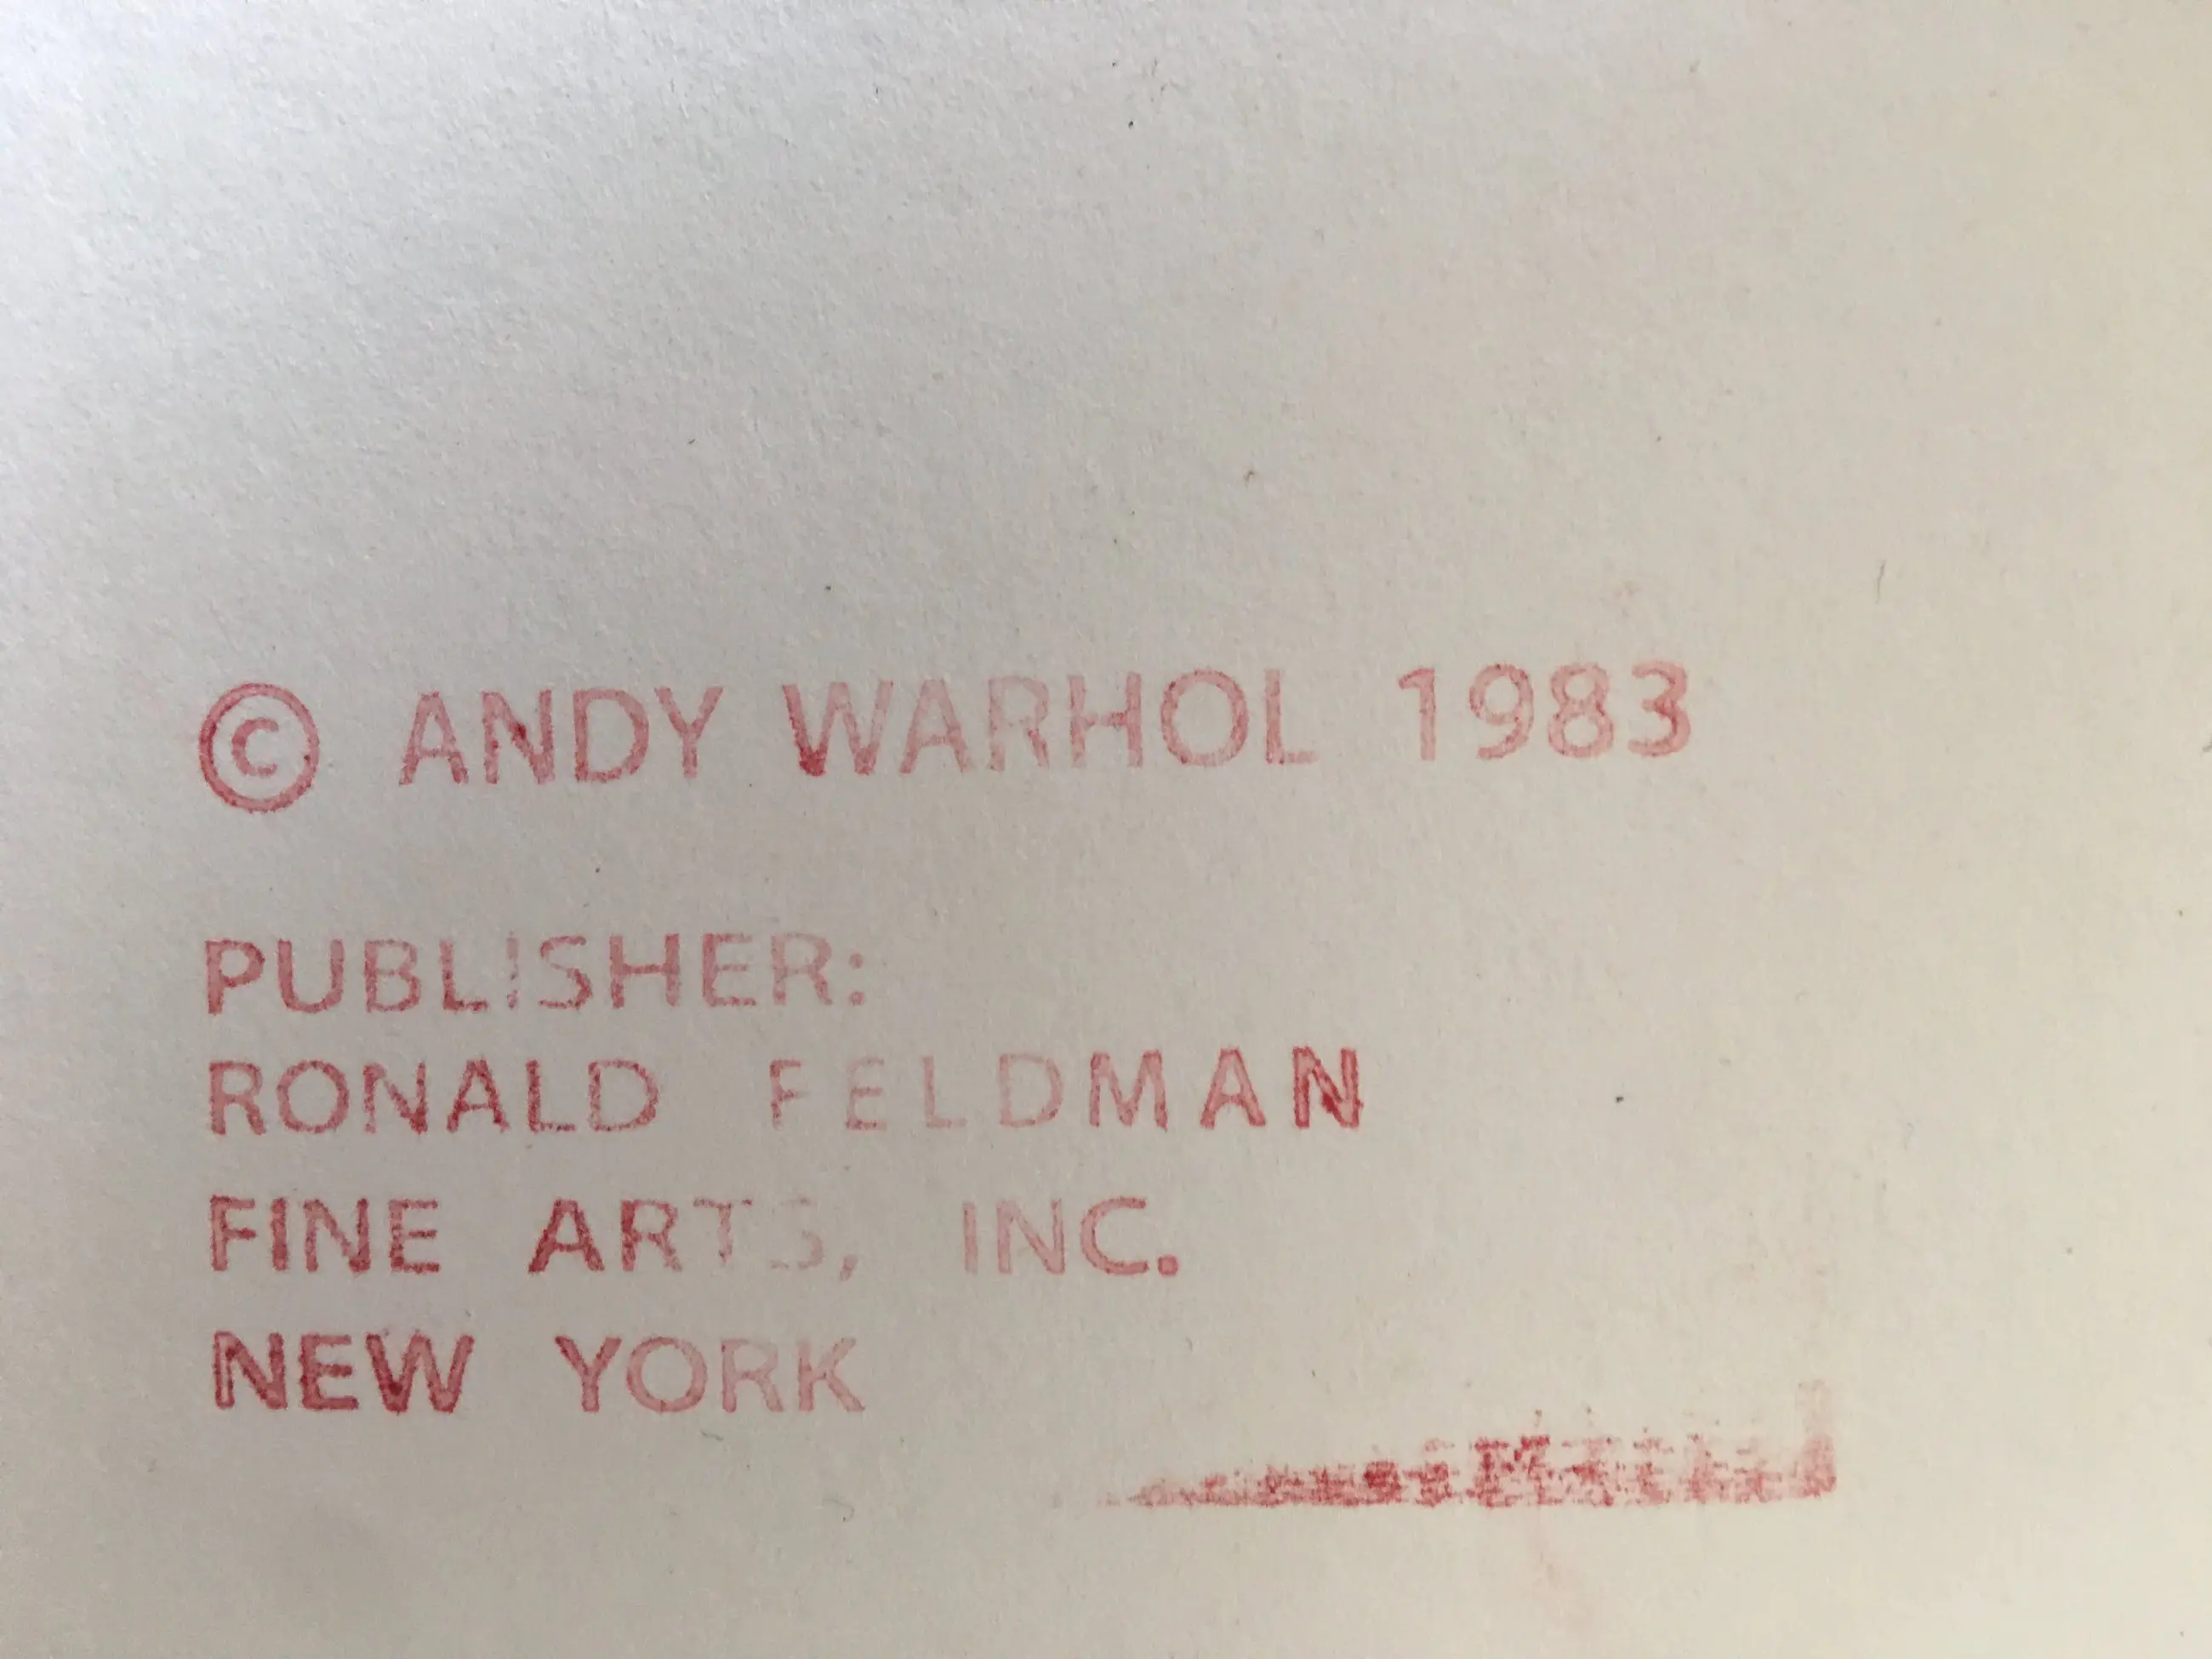 © ANDY WARHOL 1983
PUBLISHER:
RONALD FELDMAN
FINE ARTS, INC.
NEW YORK